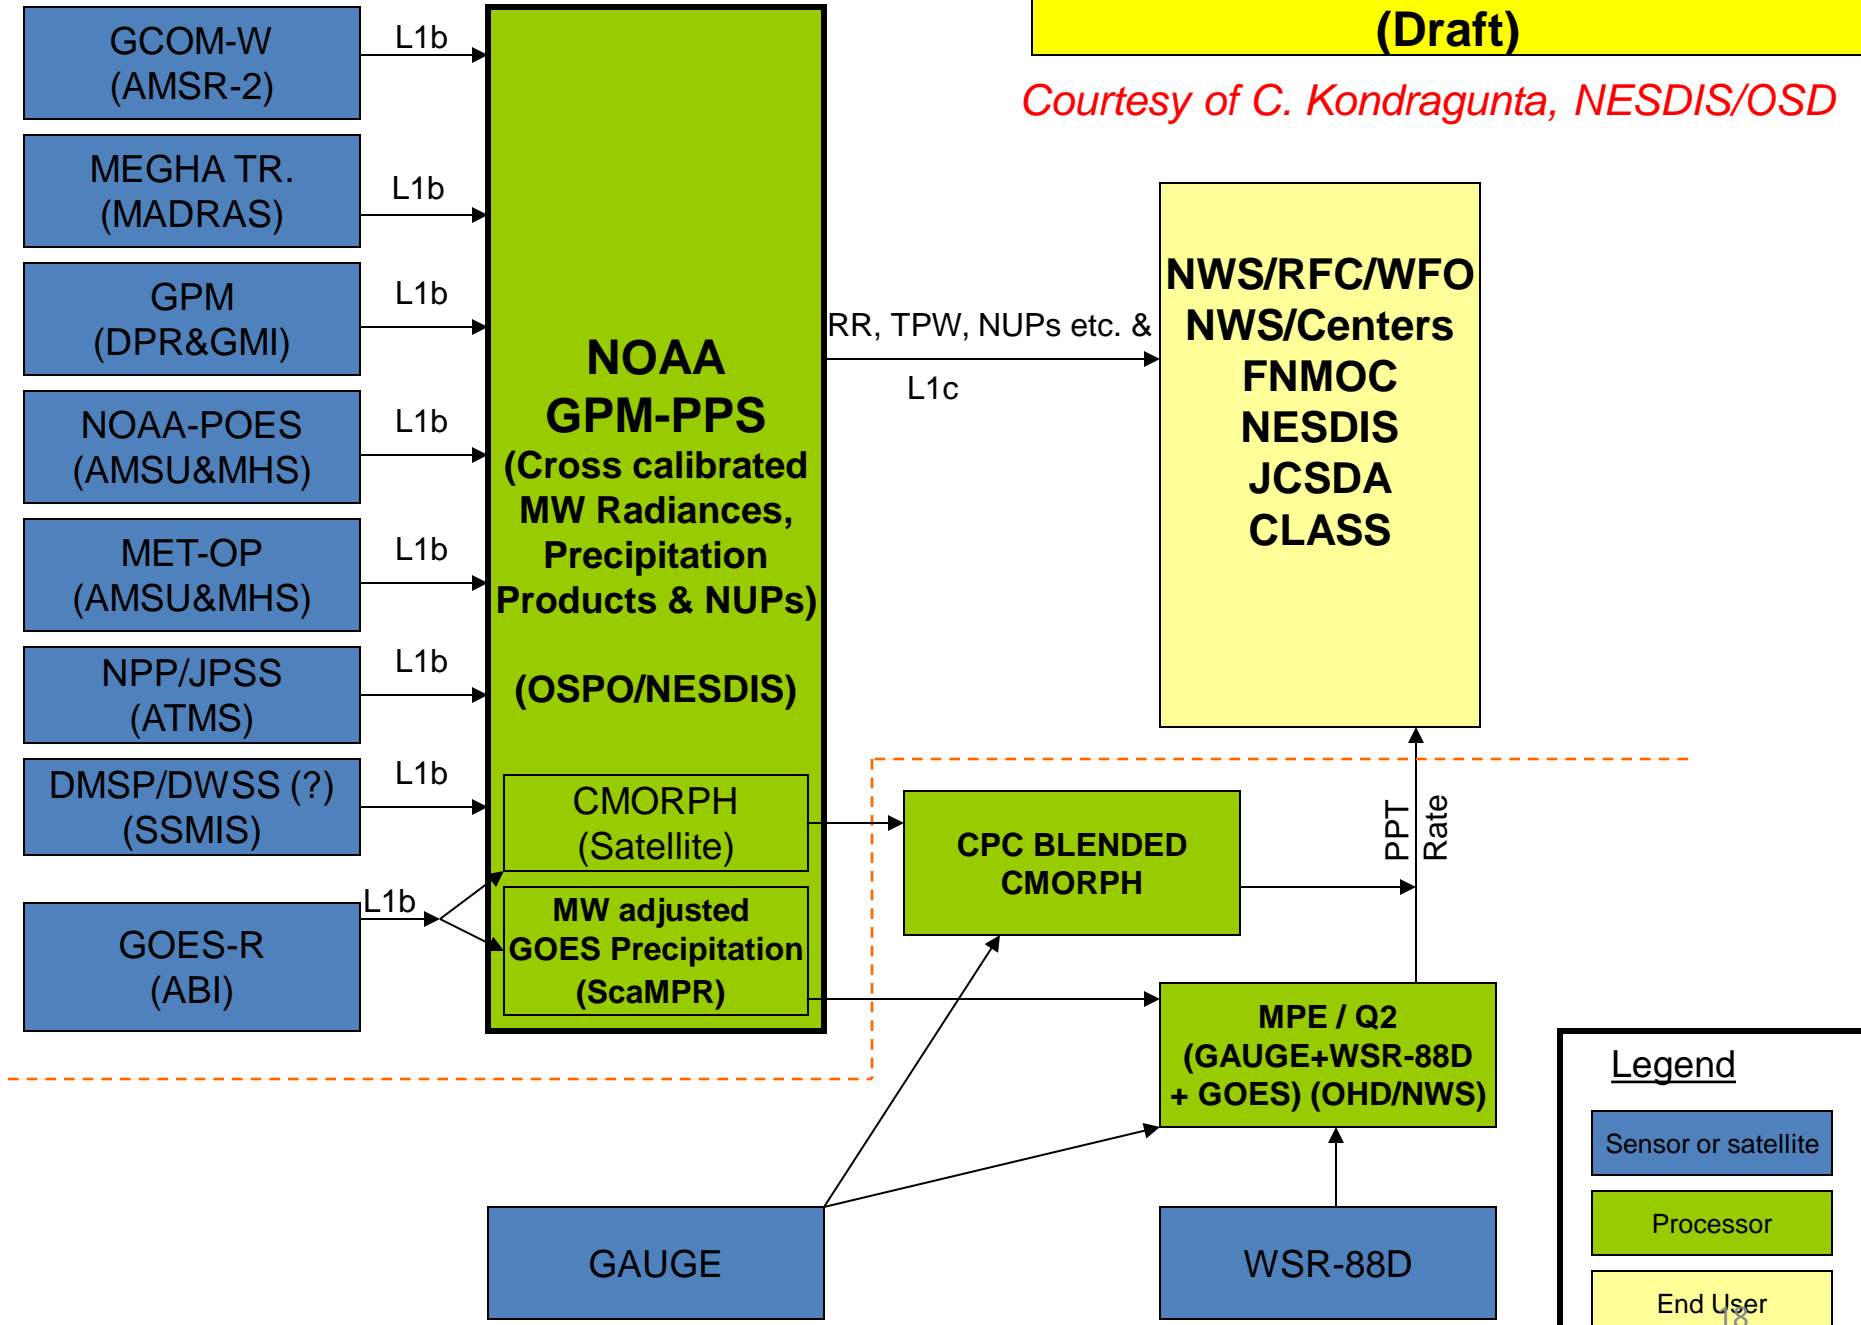 (Draft)
Courtesy of C. Kondragunta, NESDIS/OSD
GCOM-W
(AMSR-2)
L1b
MEGHA TR.
(MADRAS)
L1b
GPM
(DPR&GMI)
L1b
NOAA-POES
(AMSU&MHS)
L1b
MET-OP
(AMSU&MHS)
L1b
NPP/JPSS
(ATMS)
L1b
DMSP/DWSS (?)
(SSMIS)
L1b
GOES-R
(ABI)
L1b
NOAA
GPM-PPS
(Cross calibrated
MW Radiances,
Precipitation
Products & NUPs)
(OSPO/NESDIS)
CMORPH
(Satellite)
MW adjusted
GOES Precipitation
(ScaMPR)
RR, TPW, NUPs etc. &
L1c
NWS/RFC/WFO
NWS/Centers
FNMOC
NESDIS
JCSDA
CLASS
CPC BLENDED
CMORPH
PPT
Rate
MPE / Q2
(GAUGE+WSR-88D
+ GOES) (OHD/NWS)
GAUGE
WSR-88D
Legend
Sensor or satellite
Processor
End User
18